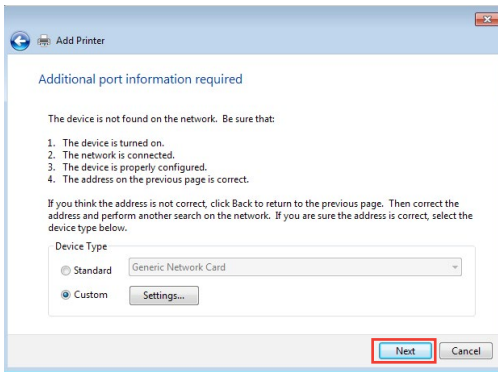 Add Printer
Additional port information required
The device is not found on the network. Be sure that:
1. The device is turned on.
2. The network is connected.
3. The device is properly configured.
4. The address on the previous page is correct.
If you think the address is not correct, click Back to return to the previous page. Then correct the
address and perform another search on the network. If you are sure the address is correct, select the
device type below.
Device Type
Standard
Generic Network Card
Custom
Settings...
Next
Cancel